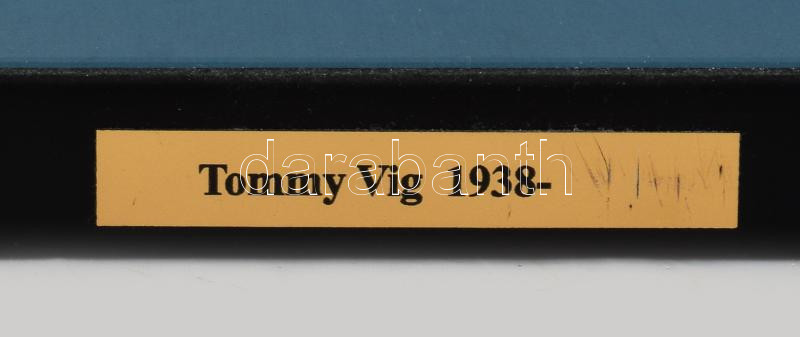 Tommy Vig 1938-
darabanth